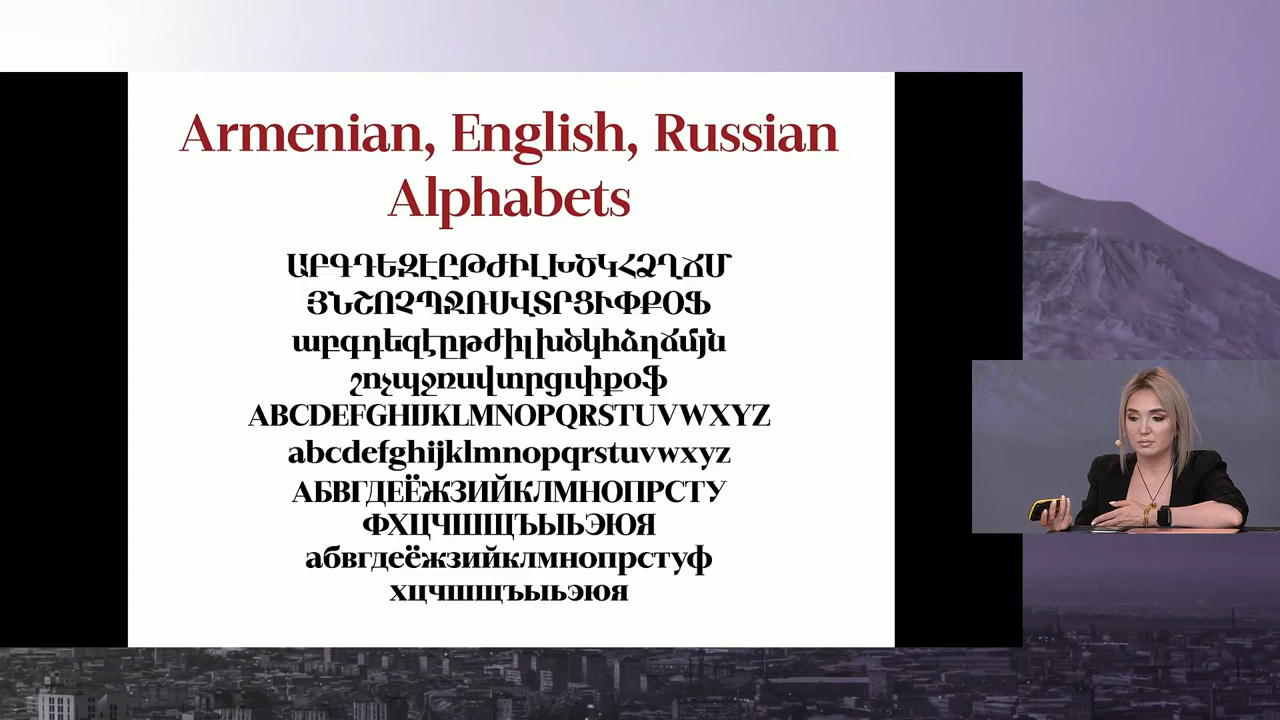 Armenian, English, Russian
Alphabets
ԱԲԳԴԵԶԷԸԹԺԻԼԽԾԿՀՁՂՃՄ
ՅՆՇՈՉՊՋՌՍՎՏՐՑՒՓՔՕՖ
աբգդեզէըթժիլխծկհձղճմյն
շոչպջռսվտրցւփքօֆ
ABCDEFGHIJKLMNOPQRSTUVWXYZ
abcdefghijklmnopqrstuvwxyz
АБВГДЕЁЖЗИЙКЛМНОПРСТУ
ФХЦЧШЩЪЫЬЭЮЯ
абвгдеёжзийклмнопрстуф
хцчшщъыьэюя